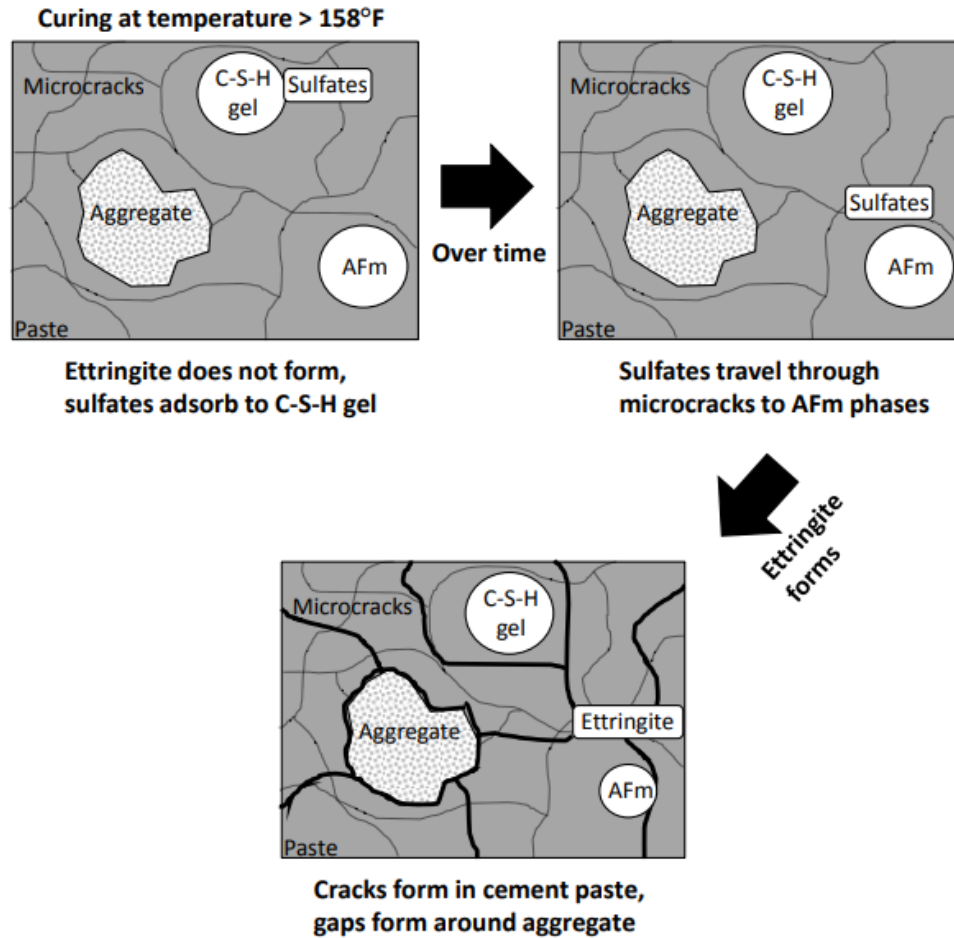 Curing at temperature > 158°F
Microcracks
C-S-H
gel
Sulfates
Aggregate
AFm
Paste
Ettringite does not form,
sulfates adsorb to C-S-H gel
Over time
Microcracks
C-S-H
gel
Aggregate
Sulfates
AFm
Paste
Sulfates travel through
microcracks to AFm phases
Ettringite
forms
Microcracks
C-S-H
gel
Aggregate
Ettringite
AFm
Paste
Cracks form in cement paste,
gaps form around aggregate